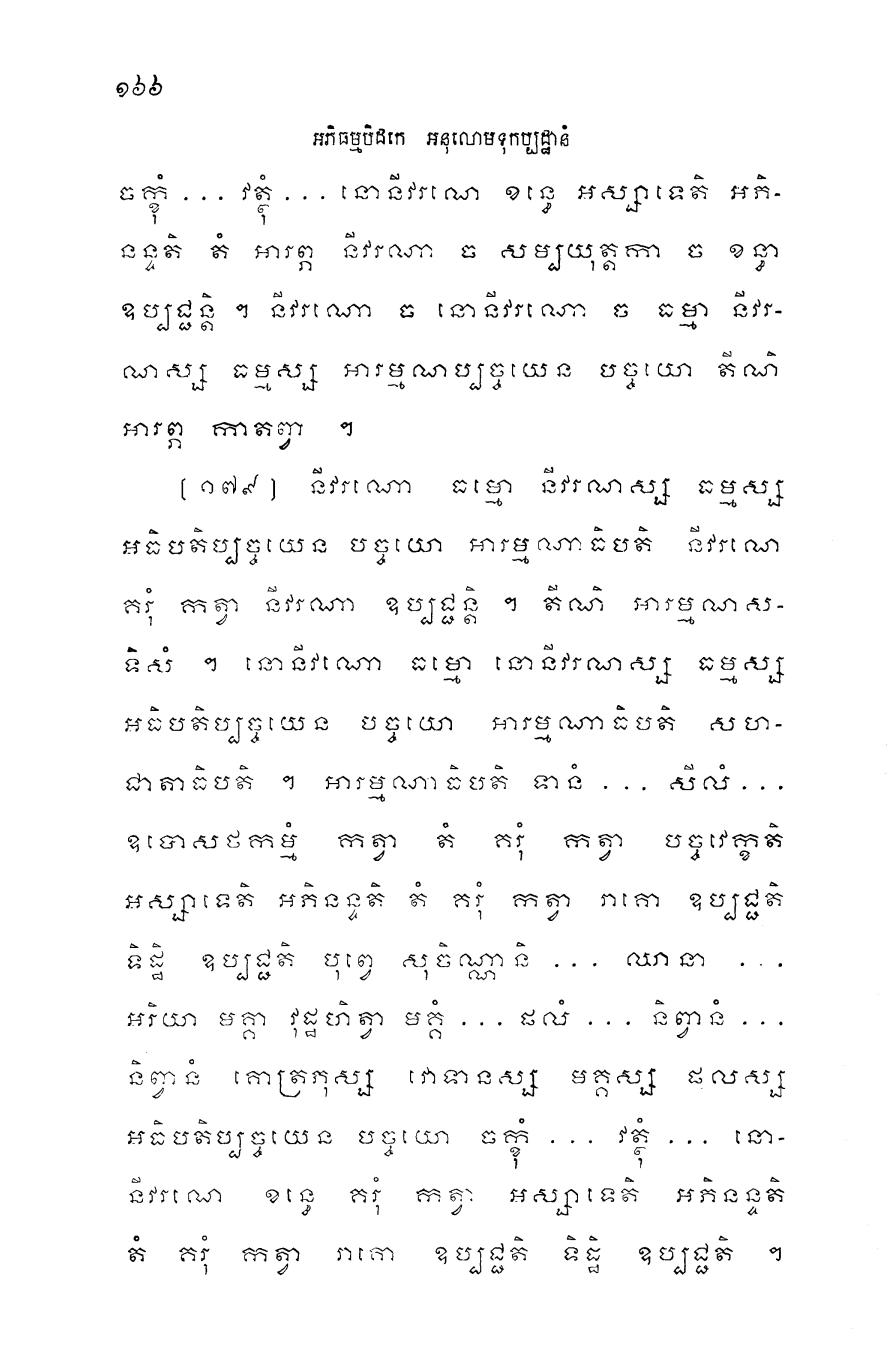 ១៦៦
អភិធម្មបិដកេ អនុលោមទុកប្បដ្ឋានំ
ចក្ខុំ ... វត្ថុំ ... នោនីវរណេ ខន្ធេ អស្សាទេតិ អភិ-
នន្ទតិ តំ អារព្ភ នីវរណា ច សម្បយុត្តកា ច ខន្ធា
ឧប្បជ្ជន្តិ ។ នីវរណោ ច នោនីវរណោ ច ធម្មា នីវរ-
ណស្ស ធម្មស្ស អារម្មណប្បច្ចយេន បច្ចយោ តីណិ
អារព្ភ កាតព្វា ។
[១៧៩] នីវរណោ ធម្មោ នីវរណស្ស ធម្មស្ស
អធិបតិប្បច្ចយេន បច្ចយោ អារម្មណាធិបតិ នីវរណេ
គរុំ កត្វា នីវរណា ឧប្បជ្ជន្តិ ។ តីណិ អារម្មណស-
ទិសំ ។ នោនីវណោ ធម្មោ នោនីវរណស្ស ធម្មស្ស
អធិបតិប្បច្ចយេន បច្ចយោ អារម្មណាធិបតិ សហ-
ជាតាធិបតិ ។ អារម្មណាធិបតិ ទានំ ... សីលំ ...
ឧបោសថកម្មំ កត្វា តំ គរុំ កត្វា បច្ចវេក្ខតិ
អស្សាទេតិ អភិនន្ទតិ តំ គរុំ កត្វា រាគោ ឧប្បជ្ជតិ
ទិដ្ឋិ ឧប្បជ្ជតិ បុព្វេ សុចិណ្ណានិ ... ឈានា ...
អរិយា មគ្គា វុដ្ឋហិត្វា មគ្គំ ... ផលំ ... និព្វានំ ...
និព្វានំ គោត្រភុស្ស វោទានស្ស មគ្គស្ស ផលស្ស
អធិបតិប្បច្ចយេន បច្ចយោ ចក្ខុំ ... វត្ថុំ ... នោ-
នីវរណេ ខន្ធេ គរុំ កត្វា អស្សាទេតិ អភិនន្ទតិ
តំ គរុំ កត្វា រាគោ ឧប្បជ្ជតិ ទិដ្ឋិ ឧប្បជ្ជតិ ។